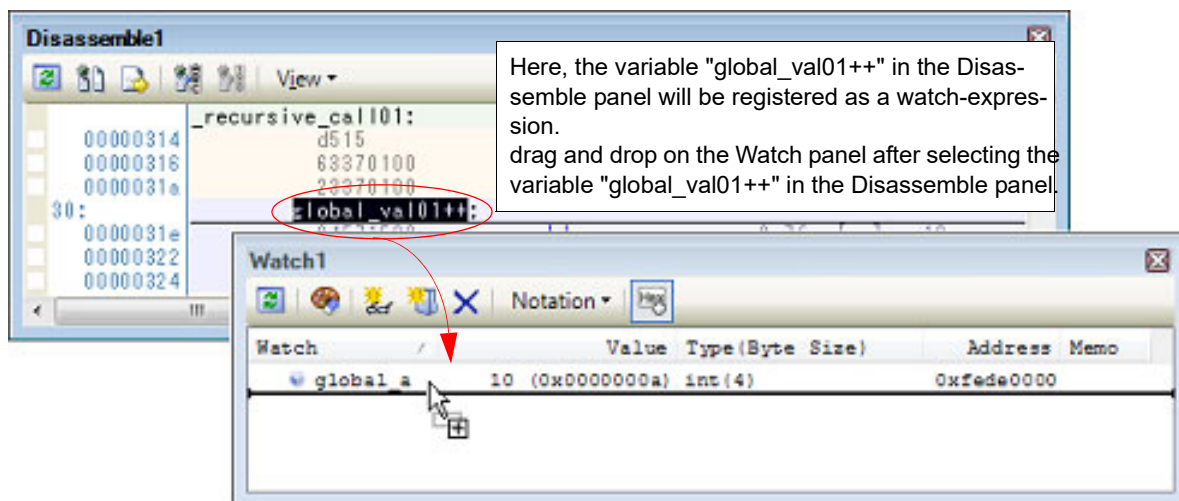 Disassemble1
View
Here, the variable "global_val01++" in the Disas-
semble panel will be registered as a watch-expres-
sion.
drag and drop on the Watch panel after selecting the
variable "global_val01++" in the Disassemble panel.
_recursive_call01:
00000314 d515
00000316 63370100
0000031a 23370100
30: global_val01++;
0000031e
00000322
00000324
Watch1
Notation Hex
Watch / Value Type(Byte Size) Address Memo
global_a 10 (0x0000000a) int(4) 0xfede0000